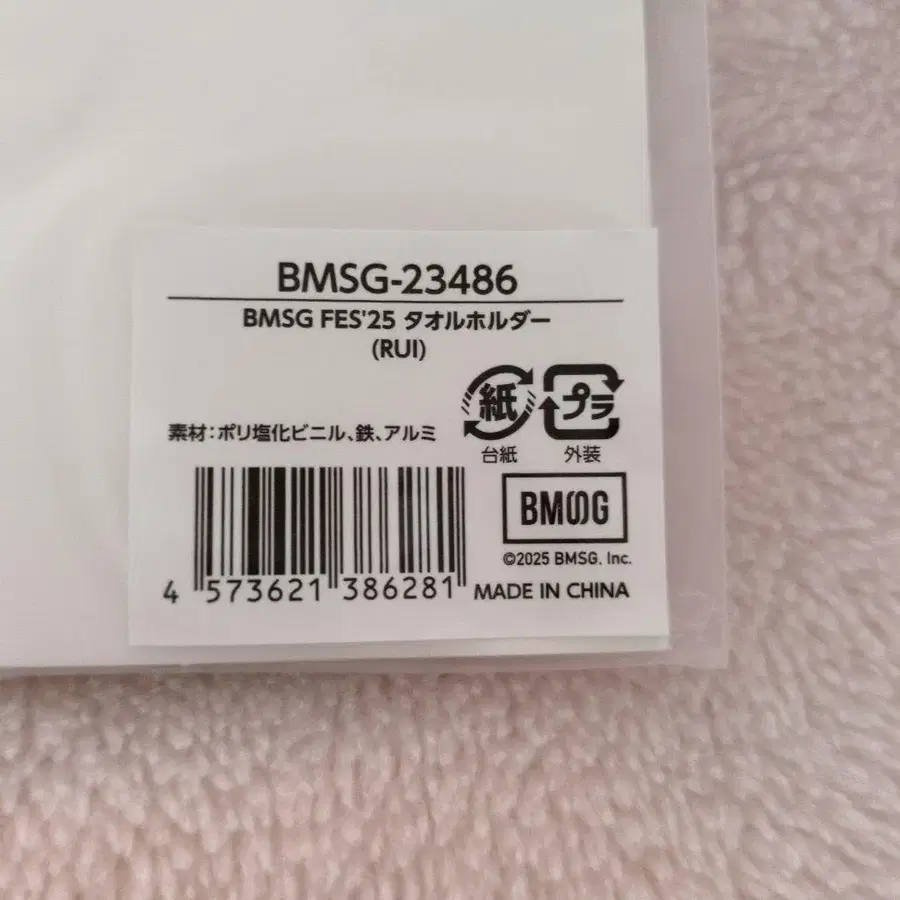 BMSG-23486
BMSG FES'25 タオルホルダー
(RUI)
紙
プラ
素材:ポリ塩化ビニル、鉄、アルミ
台紙
外装
BMSG
©2025 BMSG, Inc.
4 573621 386281
MADE IN CHINA